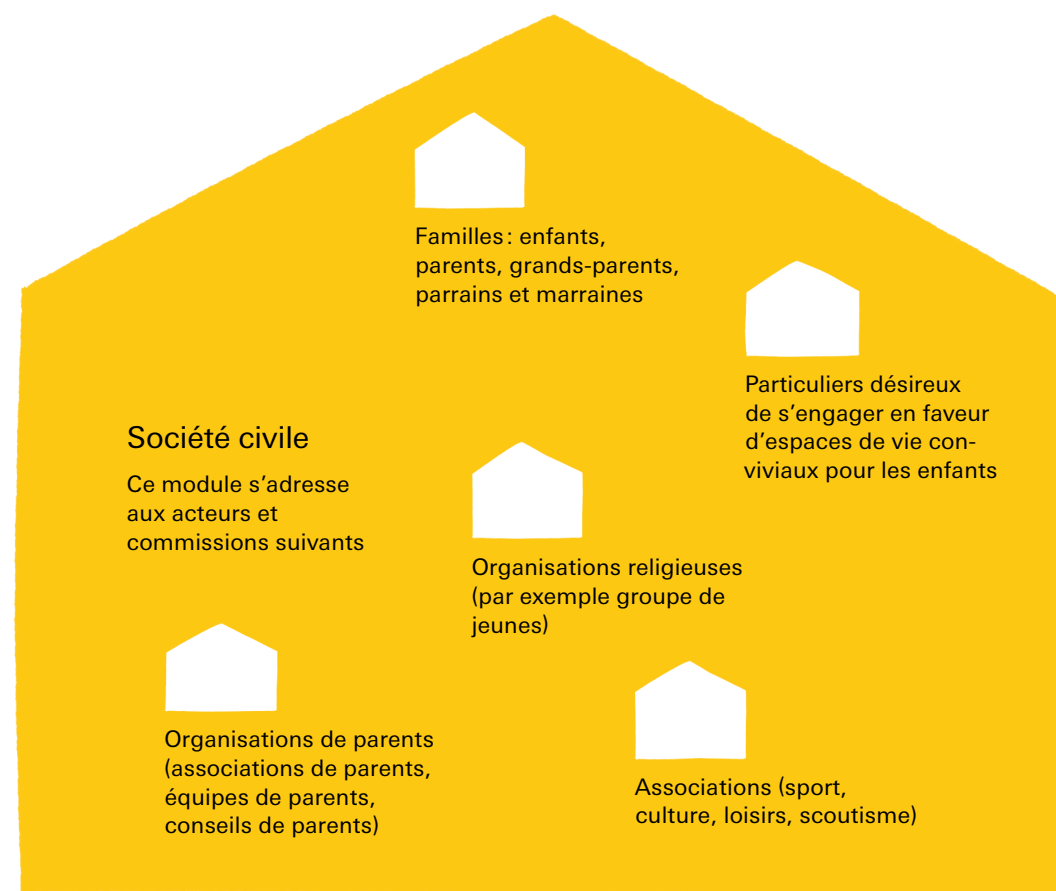 Familles : enfants,
parents, grands-parents,
parrains et marraines
Particuliers désireux
de s’engager en faveur
d’espaces de vie con-
viviaux pour les enfants
Société civile
Ce module s’adresse
aux acteurs et
commissions suivants
Organisations religieuses
(par exemple groupe de
jeunes)
Organisations de parents
(associations de parents,
équipes de parents,
conseils de parents)
Associations (sport,
culture, loisirs, scoutisme)